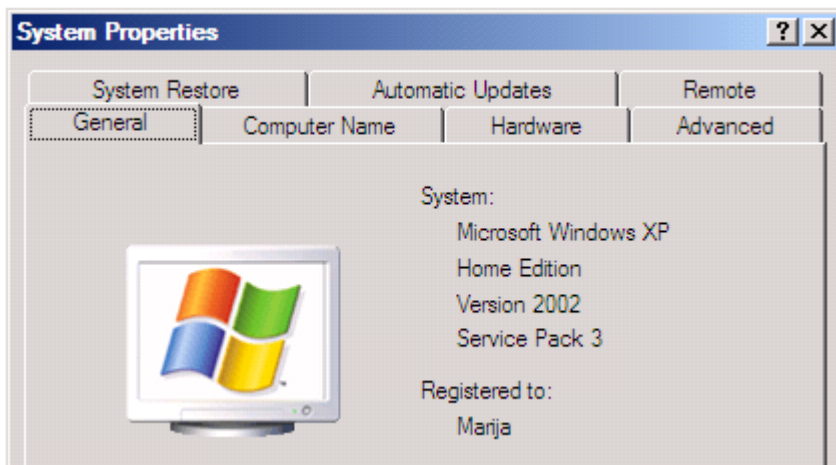 System Properties
System Restore Automatic Updates Remote
General Computer Name Hardware Advanced
System:
Microsoft Windows XP
Home Edition
Version 2002
Service Pack 3
Registered to:
Marija